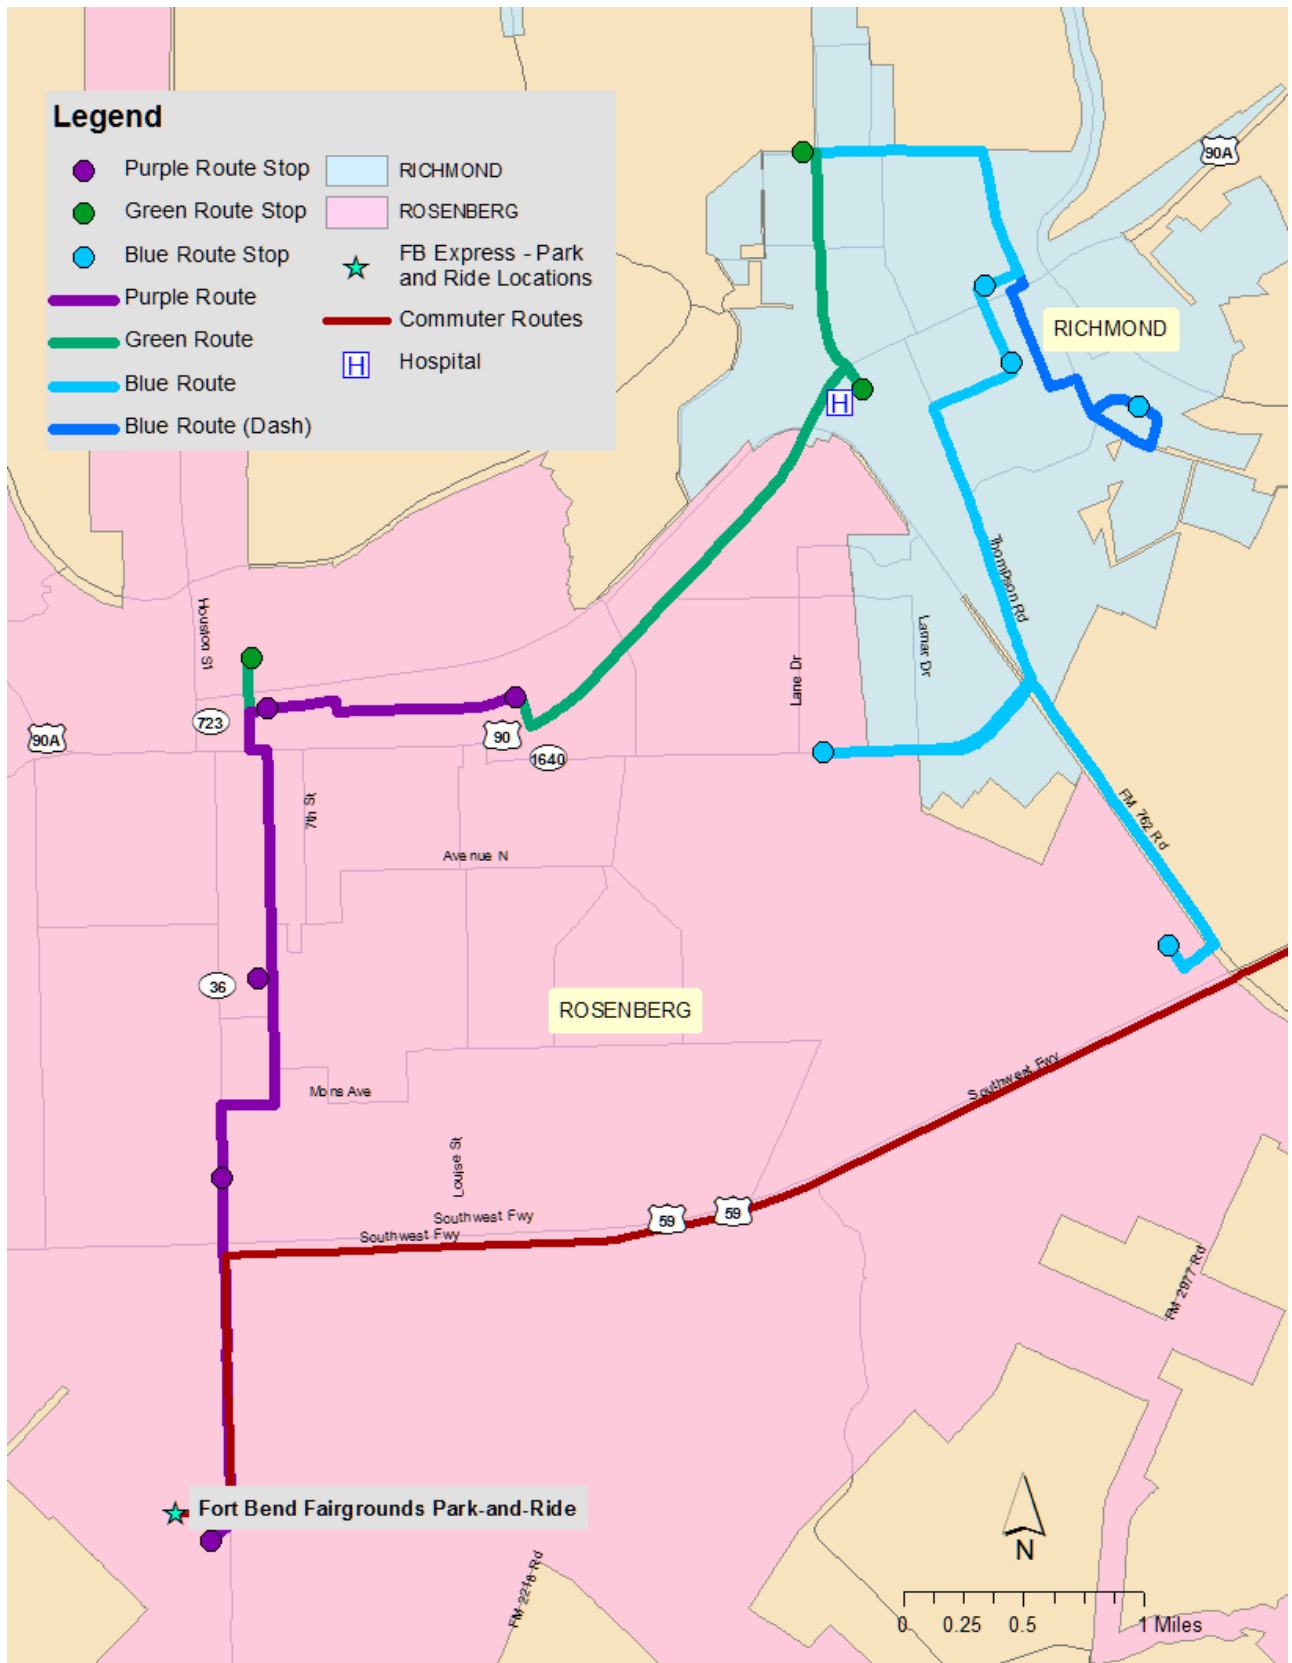 Legend
Purple Route Stop
Green Route Stop
Blue Route Stop
Purple Route
Green Route
Blue Route
Blue Route (Dash)
RICHMOND
ROSENBERG
FB Express - Park
and Ride Locations
Commuter Routes
H
Hospital
90A
RICHMOND
H
Thompson Rd
Houston St
Lamar Dr
Lane Dr
723
90A
90
1640
7th St
FM 762 Rd
Avenue N
36
ROSENBERG
Mons Ave
Southwest Fwy
Louise St
59
59
Southwest Fwy
Southwest Fwy
FM 2977 Rd
Fort Bend Fairgrounds Park-and-Ride
N
FM 2218 Rd
0 0.25 0.5 1 Miles